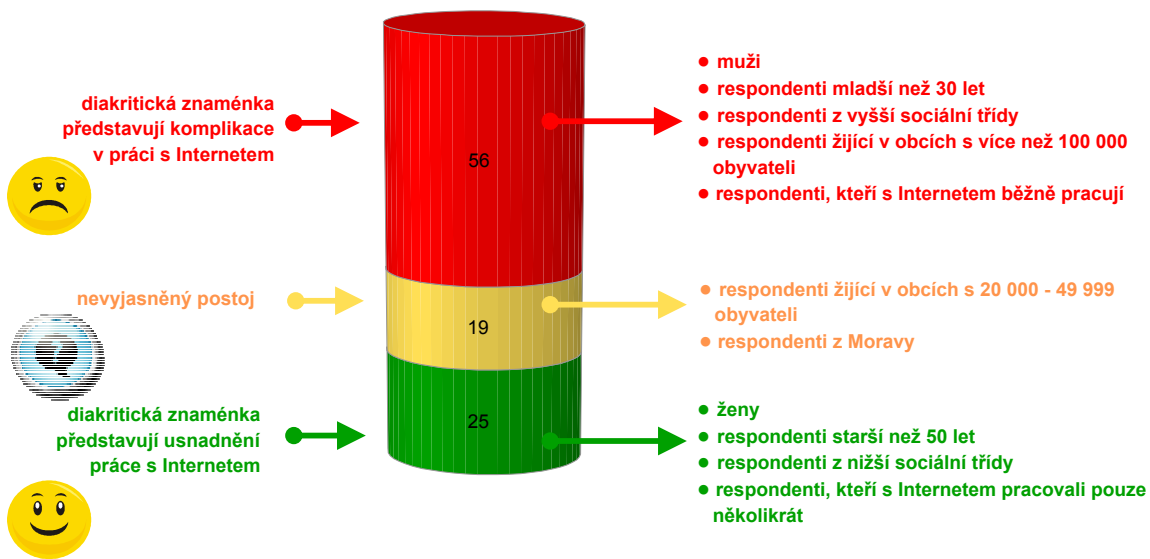 diakritická znaménka
představují komplikace
v práci s Internetem
56
● muži
● respondenti mladší než 30 let
● respondenti z vyšší sociální třídy
● respondenti žijící v obcích s více než 100 000
obyvateli
● respondenti, kteří s Internetem běžně pracují
nevyjasněný postoj
19
● respondenti žijící v obcích s 20 000 - 49 999
obyvateli
● respondenti z Moravy
diakritická znaménka
představují usnadnění
práce s Internetem
25
● ženy
● respondenti starší než 50 let
● respondenti z nižší sociální třídy
● respondenti, kteří s Internetem pracovali pouze
několikrát